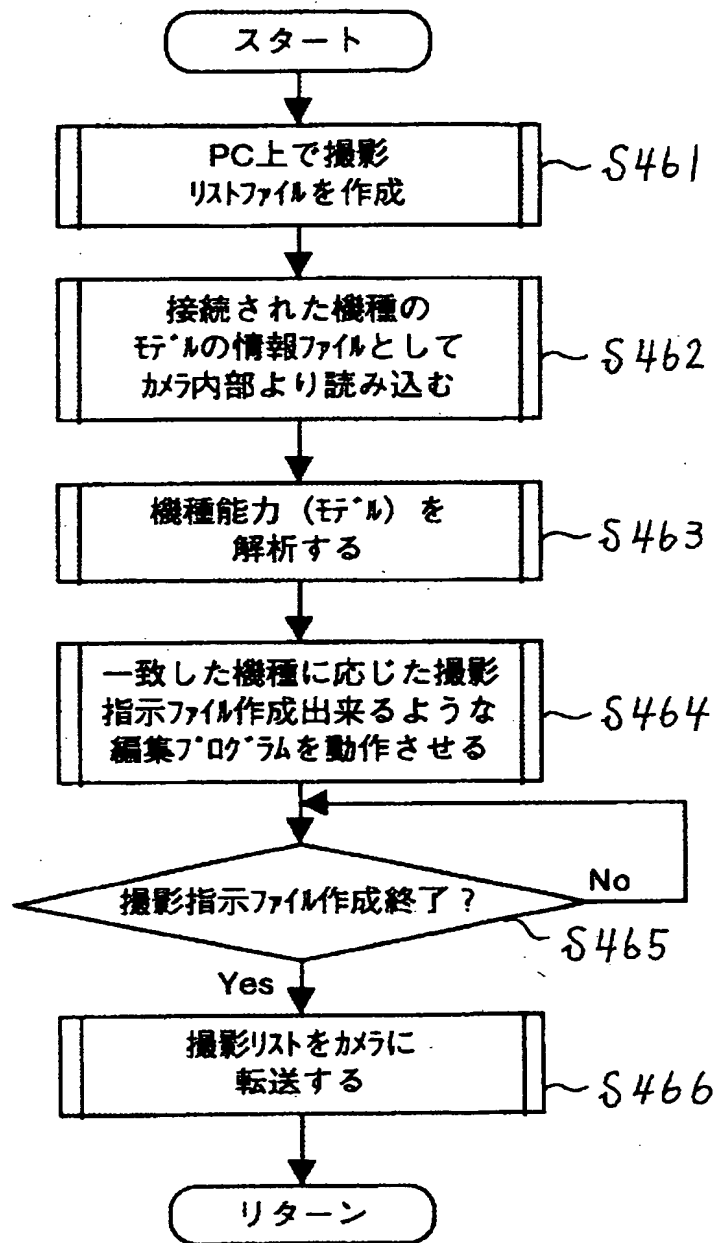 スタート
PC上で撮影
リストファイルを作成
S461
接続された機種の
モデルの情報ファイルとして
カメラ内部より読み込む
S462
機種能力（モデル）を
解析する
S463
一致した機種に応じた撮影
指示ファイル作成出来るような
編集プログラムを動作させる
S464
撮影指示ファイル作成終了？
No
S465
Yes
撮影リストをカメラに
転送する
S466
リターン